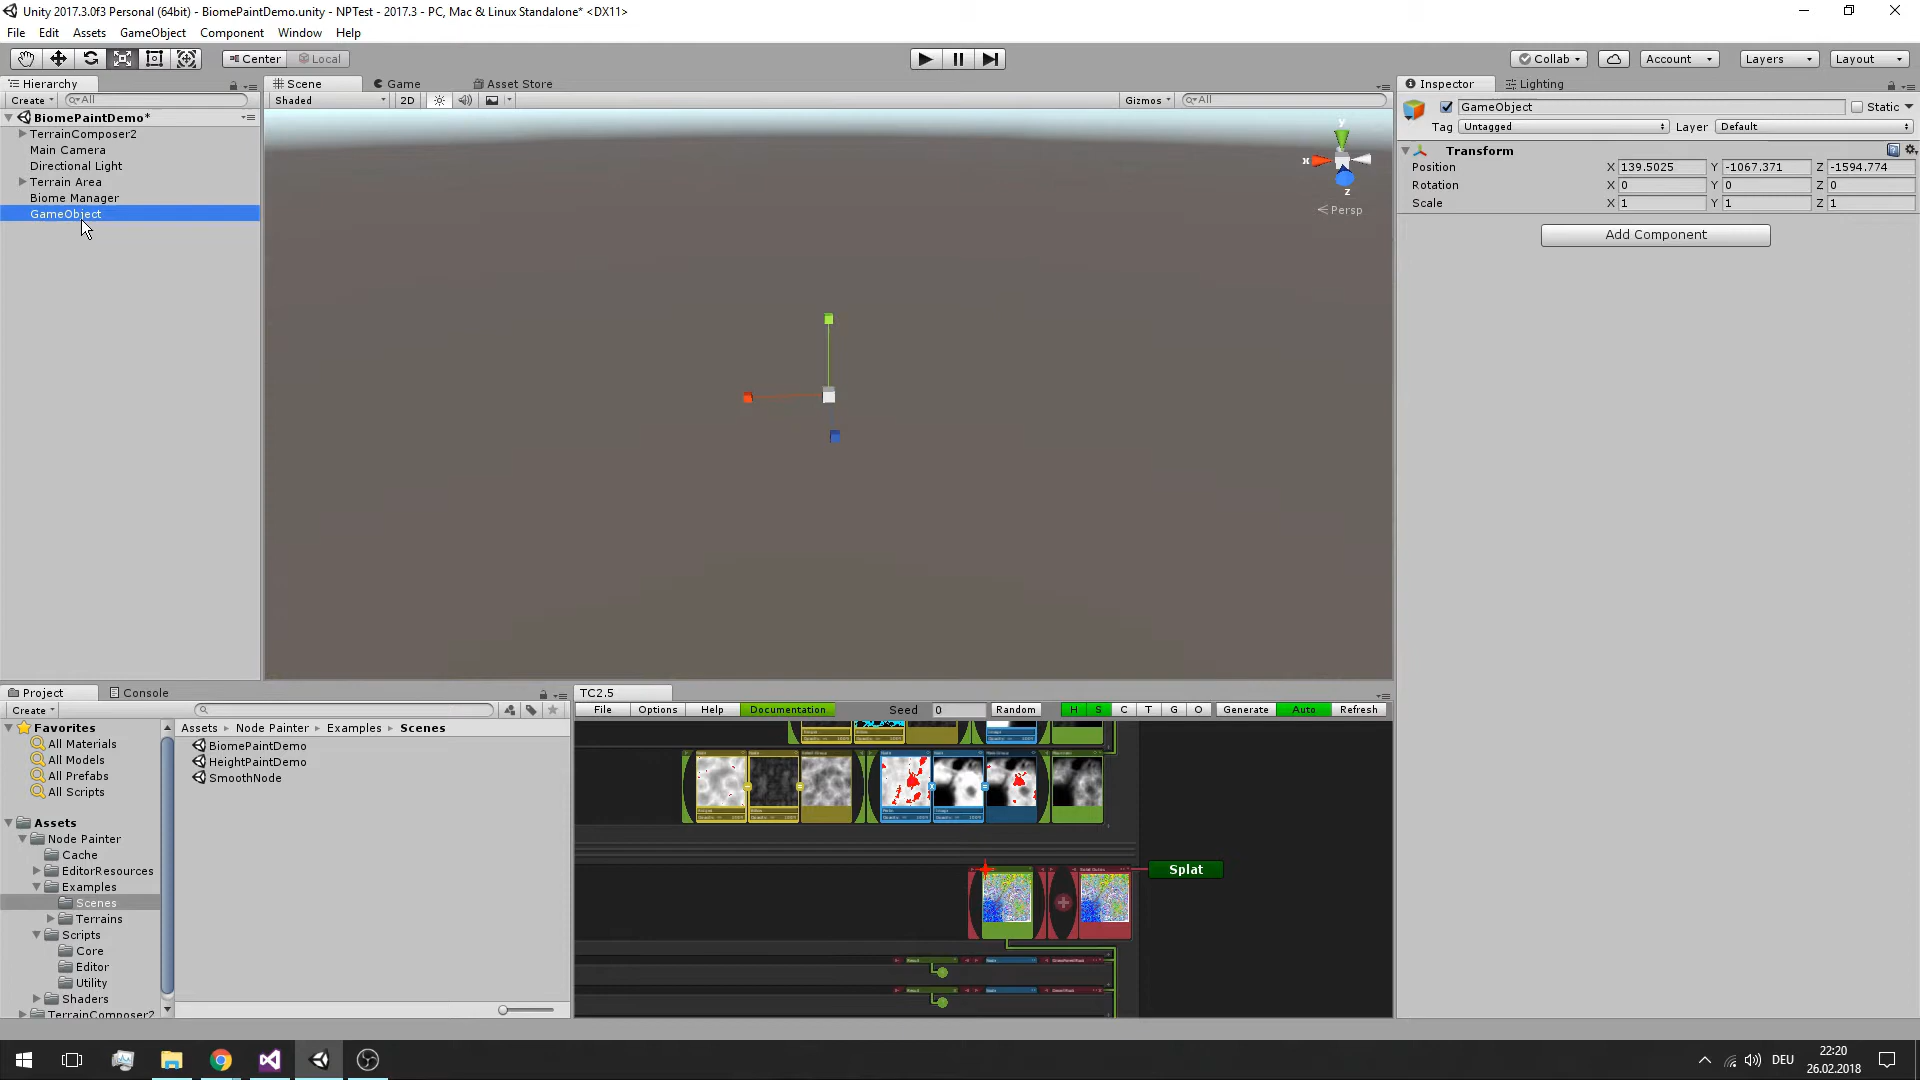 Unity 2017.3.0f3 Personal (64bit) - BiomePaintDemo.unity - NPTest - 2017.3 - PC, Mac & Linux Standalone* <DX11>
File Edit Assets GameObject Component Window Help
Center Local Collab Account Layers Layout
Hierarchy
Create All
BiomePaintDemo*
TerrainComposer2
Main Camera
Directional Light
Terrain Area
Biome Manager
GameObject
Scene Game Asset Store
Shaded 2D Gizmos All
y
x
z
Persp
Inspector Lighting
GameObject Static
Tag Untagged Layer Default
Transform
Position X 139.5025 Y -1067.371 Z -1594.774
Rotation X 0 Y 0 Z 0
Scale X 1 Y 1 Z 1
Add Component
Project Console
Create
Favorites
All Materials
All Models
All Prefabs
All Scripts
Assets
Node Painter
Cache
EditorResources
Examples
Scenes
Terrains
Scripts
Core
Editor
Utility
Shaders
TerrainComposer2
Assets Node Painter Examples Scenes
BiomePaintDemo
HeightPaintDemo
SmoothNode
TC2.5
File Options Help Documentation Seed 0 Random H S C T G O Generate Auto Refresh
Splat
DEU
22:20
26.02.2018